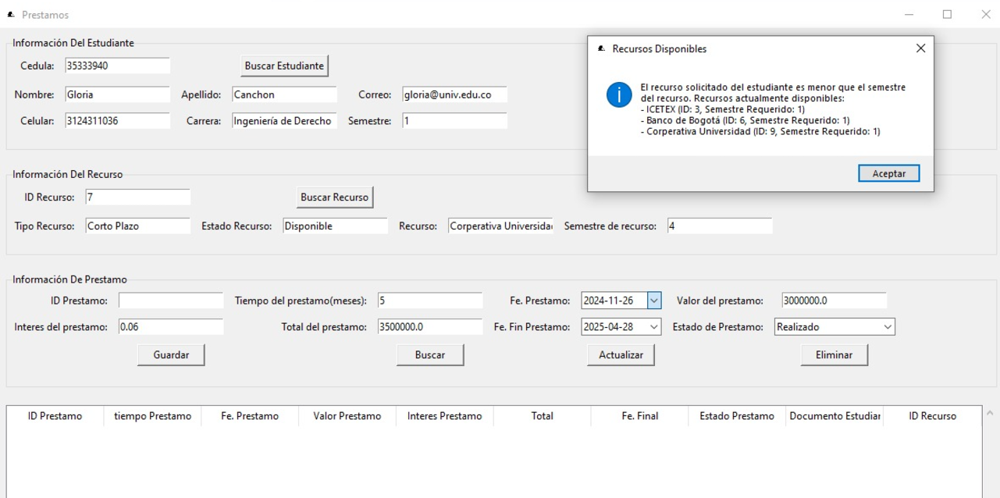 Prestamos
Información Del Estudiante
Cedula: 35333940 Buscar Estudiante
Nombre: Gloria Apellido: Canchon Correo: gloria@univ.edu.co
Celular: 3124311036 Carrera: Ingeniería de Derecho Semestre: 1
Recursos Disponibles
El recurso solicitado del estudiante es menor que el semestre
del recurso. Recursos actualmente disponibles:
- ICETEX (ID: 3, Semestre Requerido: 1)
- Banco de Bogotá (ID: 6, Semestre Requerido: 1)
- Corperativa Universidad (ID: 9, Semestre Requerido: 1)
Aceptar
Información Del Recurso
ID Recurso: 7 Buscar Recurso
Tipo Recurso: Corto Plazo Estado Recurso: Disponible Recurso: Corperativa Universida Semestre de recurso: 4
Información De Prestamo
ID Prestamo: Tiempo del prestamo(meses): 5 Fe. Prestamo: 2024-11-26 Valor del prestamo: 3000000.0
Interes del prestamo: 0.06 Total del prestamo: 3500000.0 Fe. Fin Prestamo: 2025-04-28 Estado de Prestamo: Realizado
Guardar Buscar Actualizar Eliminar
ID Prestamo tiempo Prestamo Fe. Prestamo Valor Prestamo Interes Prestamo Total Fe. Final Estado Prestamo Documento Estudiar ID Recurso